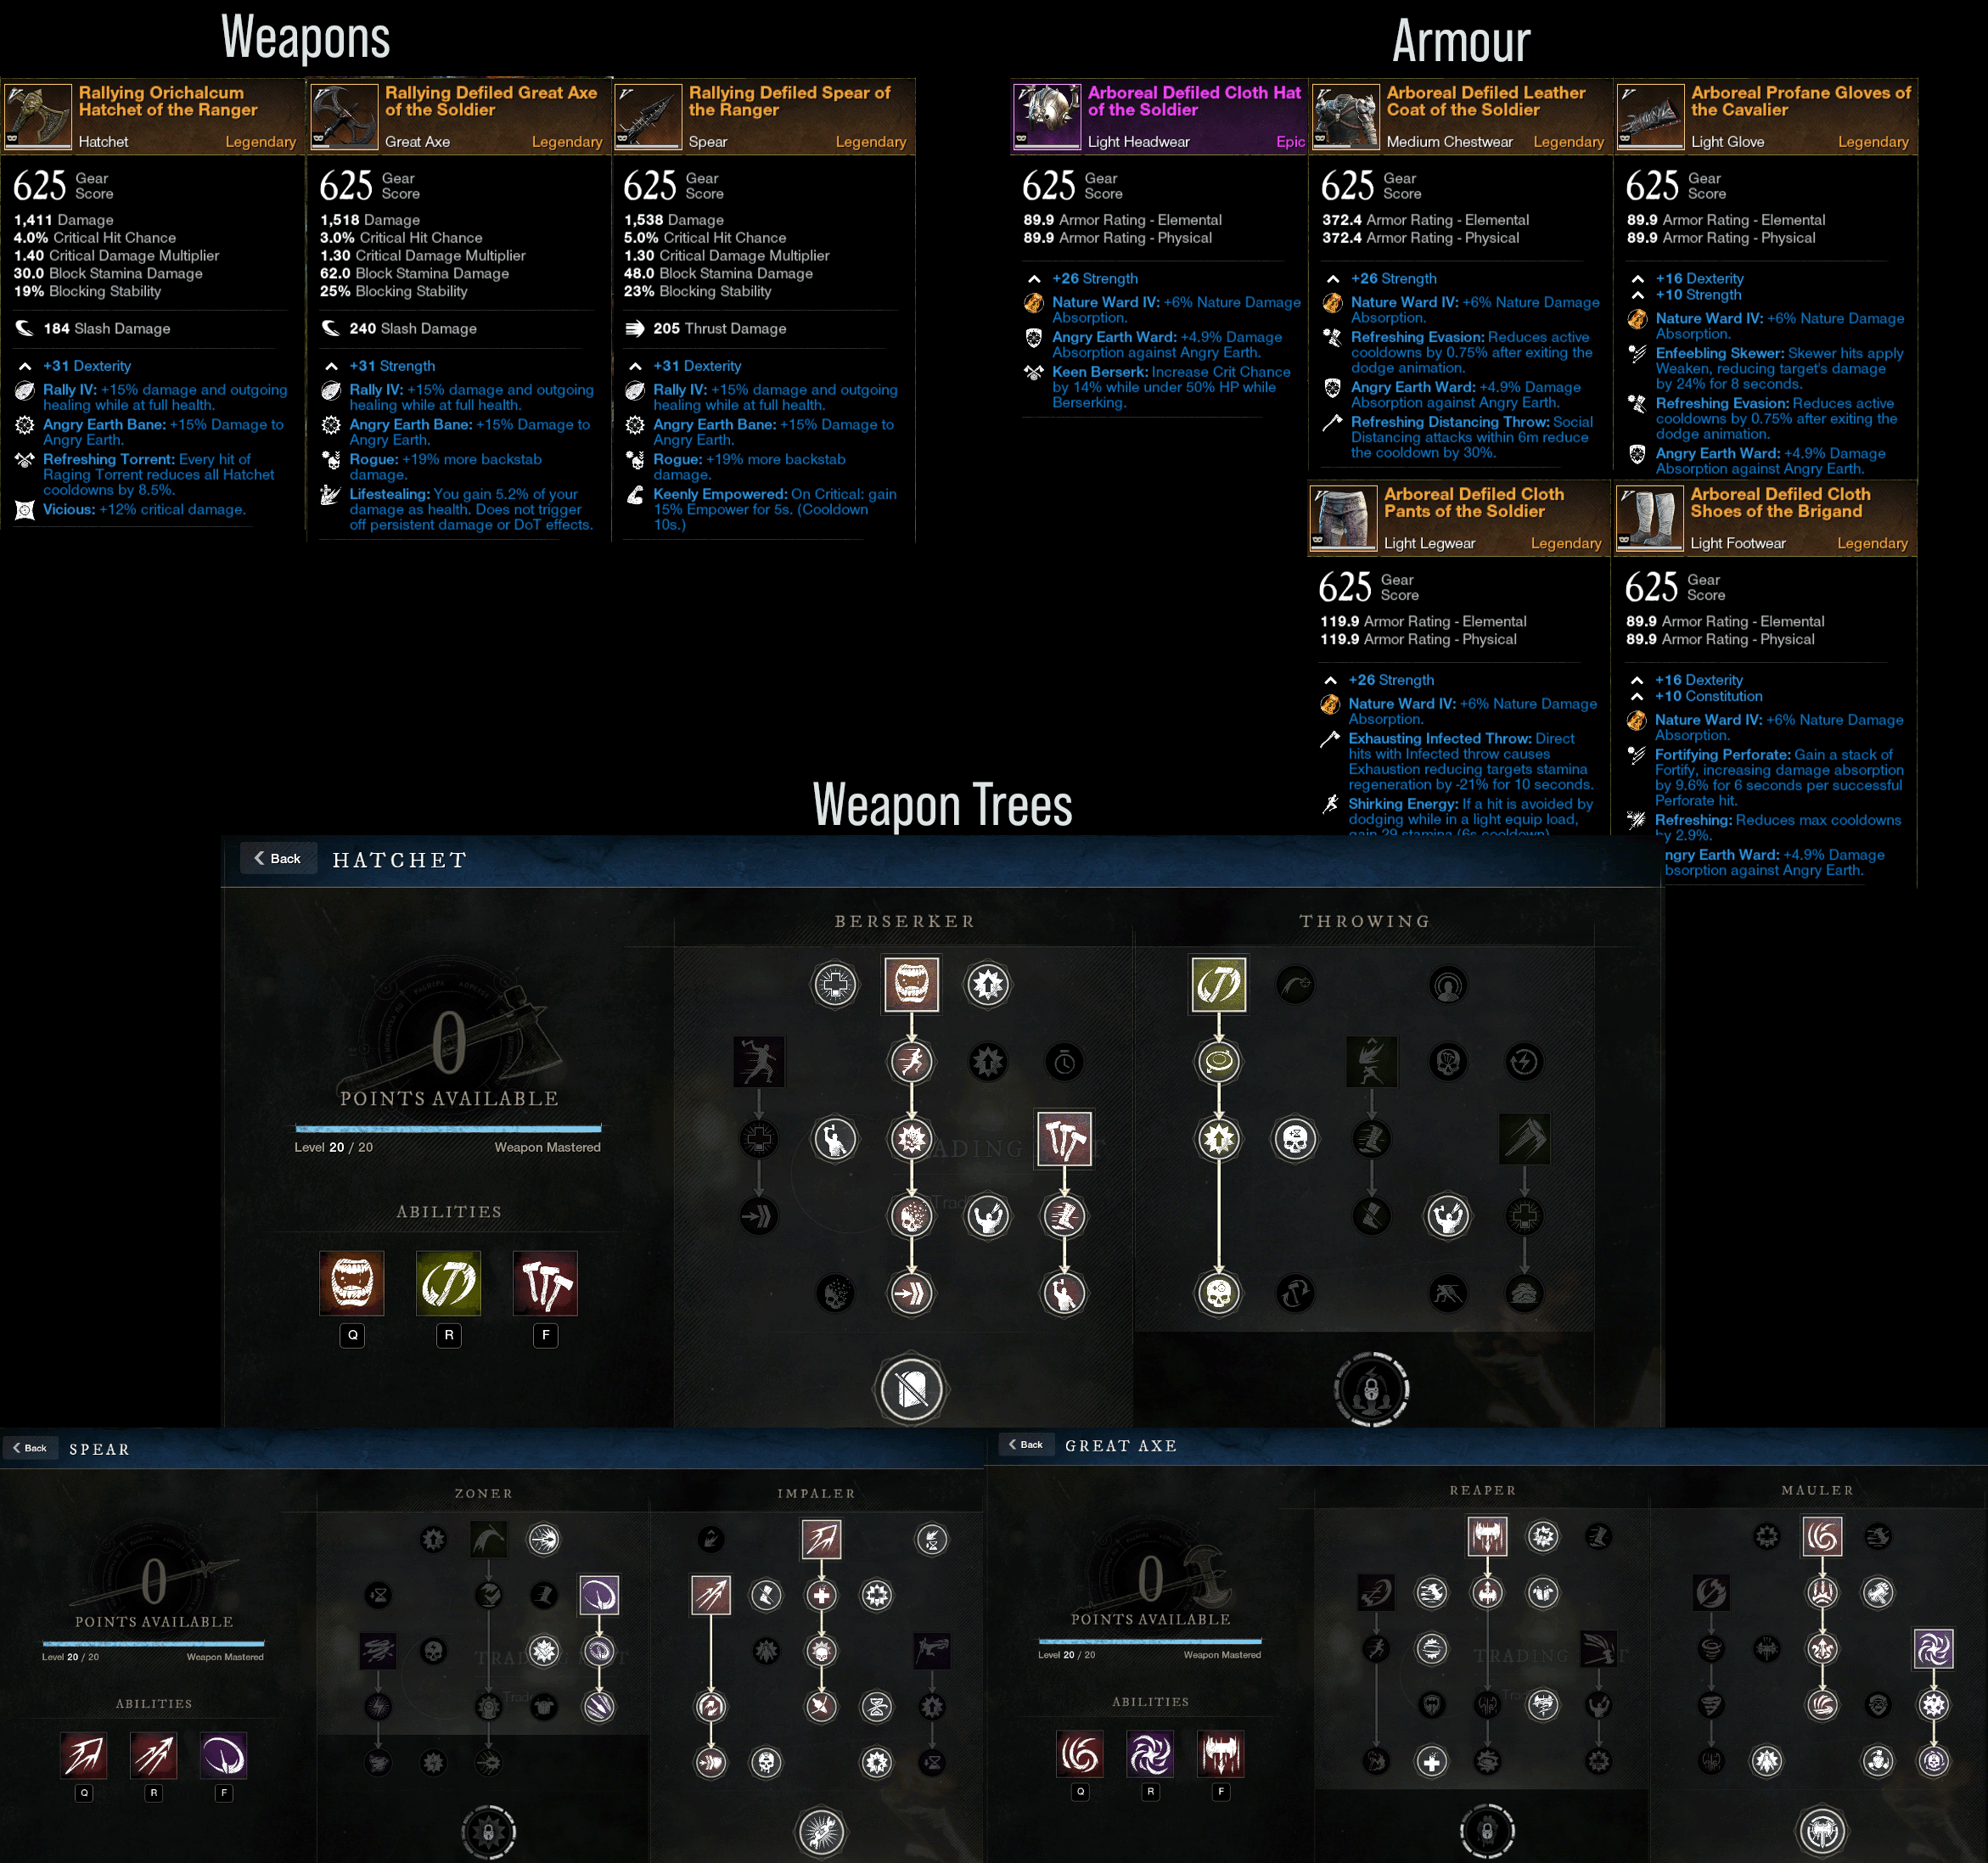 Weapons
Armour
Rallying Orichalcum
Hatchet of the Ranger
Hatchet
Legendary
625 Gear
Score
1,411 Damage
4.0% Critical Hit Chance
1.40 Critical Damage Multiplier
30.0 Block Stamina Damage
19% Blocking Stability
184 Slash Damage
+31 Dexterity
Rally IV: +15% damage and outgoing
healing while at full health.
Angry Earth Bane: +15% Damage to
Angry Earth.
Refreshing Torrent: Every hit of
Raging Torrent reduces all Hatchet
cooldowns by 8.5%.
Vicious: +12% critical damage.
Rallying Defiled Great Axe
of the Soldier
Great Axe
Legendary
625 Gear
Score
1,518 Damage
3.0% Critical Hit Chance
1.30 Critical Damage Multiplier
62.0 Block Stamina Damage
25% Blocking Stability
240 Slash Damage
+31 Strength
Rally IV: +15% damage and outgoing
healing while at full health.
Angry Earth Bane: +15% Damage to
Angry Earth.
Rogue: +19% more backstab
damage.
Lifestealing: You gain 5.2% of your
damage as health. Does not trigger
off persistent damage or DoT effects.
Rallying Defiled Spear of
the Ranger
Spear
Legendary
625 Gear
Score
1,538 Damage
5.0% Critical Hit Chance
1.30 Critical Damage Multiplier
48.0 Block Stamina Damage
23% Blocking Stability
205 Thrust Damage
+31 Dexterity
Rally IV: +15% damage and outgoing
healing while at full health.
Angry Earth Bane: +15% Damage to
Angry Earth.
Rogue: +19% more backstab
damage.
Keenly Empowered: On Critical: gain
15% Empower for 5s. (Cooldown
10s.)
Arboreal Defiled Cloth Hat
of the Soldier
Light Headwear
Epic
625 Gear
Score
89.9 Armor Rating - Elemental
89.9 Armor Rating - Physical
+26 Strength
Nature Ward IV: +6% Nature Damage
Absorption.
Angry Earth Ward: +4.9% Damage
Absorption against Angry Earth.
Keen Berserk: Increase Crit Chance
by 14% while under 50% HP while
Berserking.
Arboreal Defiled Leather
Coat of the Soldier
Medium Chestwear
Legendary
625 Gear
Score
372.4 Armor Rating - Elemental
372.4 Armor Rating - Physical
+26 Strength
Nature Ward IV: +6% Nature Damage
Absorption.
Refreshing Evasion: Reduces active
cooldowns by 0.75% after exiting the
dodge animation.
Angry Earth Ward: +4.9% Damage
Absorption against Angry Earth.
Refreshing Distancing Throw: Social
Distancing attacks within 6m reduce
the cooldown by 30%.
Arboreal Profane Gloves of
the Cavalier
Light Glove
Legendary
625 Gear
Score
89.9 Armor Rating - Elemental
89.9 Armor Rating - Physical
+16 Dexterity
+10 Strength
Nature Ward IV: +6% Nature Damage
Absorption.
Enfeebling Skewer: Skewer hits apply
Weaken, reducing target's damage
by 24% for 8 seconds.
Refreshing Evasion: Reduces active
cooldowns by 0.75% after exiting the
dodge animation.
Angry Earth Ward: +4.9% Damage
Absorption against Angry Earth.
Arboreal Defiled Cloth
Pants of the Soldier
Light Legwear
Legendary
625 Gear
Score
119.9 Armor Rating - Elemental
119.9 Armor Rating - Physical
+26 Strength
Nature Ward IV: +6% Nature Damage
Absorption.
Exhausting Infected Throw: Direct
hits with Infected throw causes
Exhaustion reducing targets stamina
regeneration by -21% for 10 seconds.
Shirking Energy: If a hit is avoided by
dodging while in a light equip load,
gain 29 stamina (6s cooldown)
Arboreal Defiled Cloth
Shoes of the Brigand
Light Footwear
Legendary
625 Gear
Score
89.9 Armor Rating - Elemental
89.9 Armor Rating - Physical
+16 Dexterity
+10 Constitution
Nature Ward IV: +6% Nature Damage
Absorption.
Fortifying Perforate: Gain a stack of
Fortify, increasing damage absorption
by 9.6% for 6 seconds per successful
Perforate hit.
Refreshing: Reduces max cooldowns
by 2.9%.
ngry Earth Ward: +4.9% Damage
bsorption against Angry Earth.
Weapon Trees
Back
HATCHET
BERSERKER
THROWING
0
POINTS AVAILABLE
Level 20 / 20
Weapon Mastered
ABILITIES
Q
R
F
Back
SPEAR
ZONER
IMPALER
0
POINTS AVAILABLE
Level 20 / 20
Weapon Mastered
ABILITIES
Q
R
F
Back
GREAT AXE
REAPER
MAULER
0
POINTS AVAILABLE
Level 20 / 20
Weapon Mastered
ABILITIES
Q
R
F